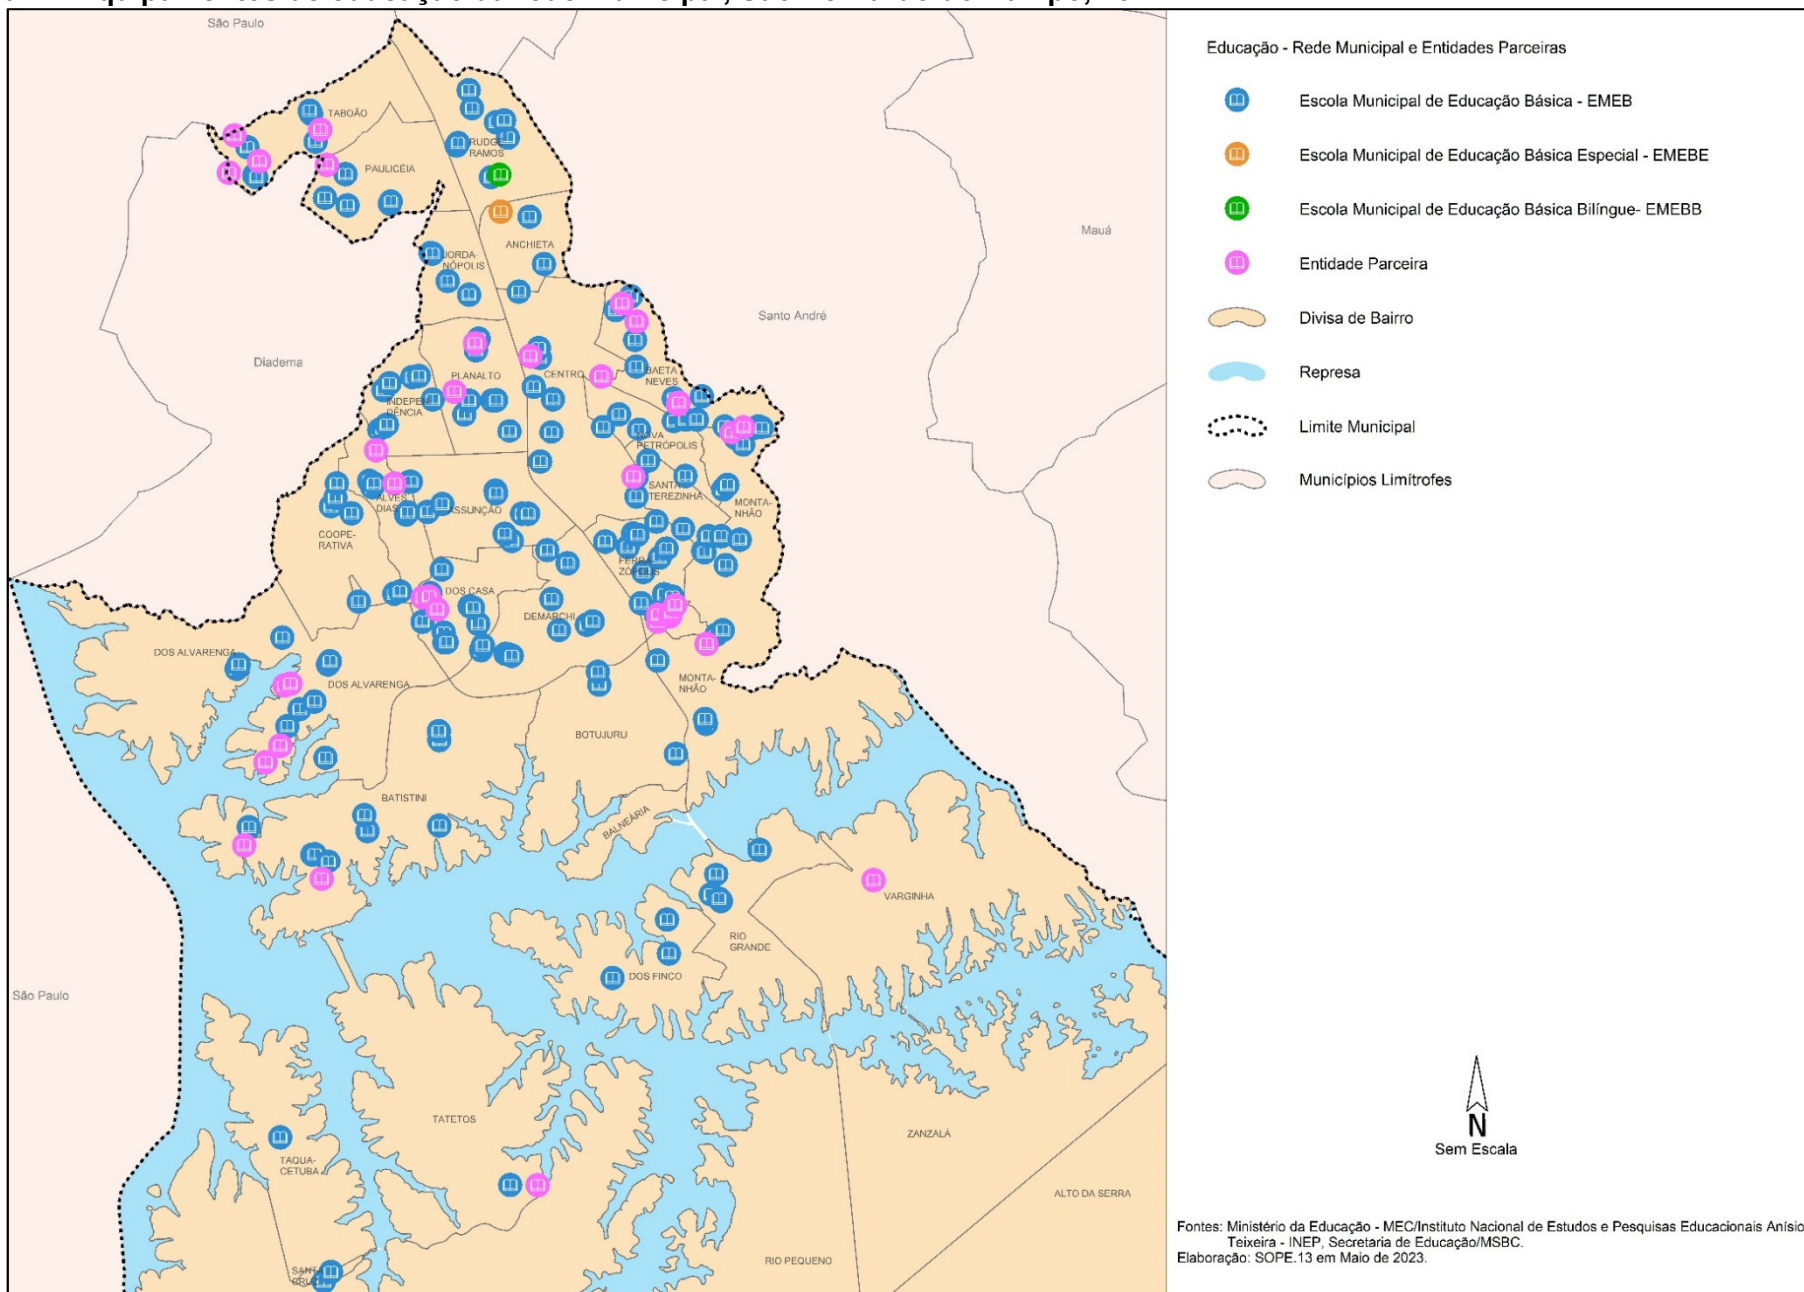 São Paulo
TABOÃO
RUDGE
RAMOS
PAULICÉIA
ANCHIETA
JORDA-
NÓPOLIS
Mauá
Santo André
Diadema
PLANALTO
CENTRO
BAETA
NEVES
INDEPEN
DÊNCIA
NOVA
PETRÓPOLIS
ALVES
DIAS
ASSUNÇÃO
SANTA
TEREZINHA
MONTA-
NHÃO
COOPE-
RATIVA
FERRA-
ZÓPOLIS
DOS CASA
DEMARCHI
DOS ALVARENGA
DOS ALVARENGA
MONTA-
NHÃO
BOTUJURU
BATISTINI
BALNEÁRIA
VARGINHA
RIO
GRANDE
DOS FINCO
São Paulo
TATETOS
ZANZALÁ
TAQUA-
CETUBA
ALTO DA SERRA
RIO PEQUENO
SANTA
CRUZ
Educação - Rede Municipal e Entidades Parceiras
Escola Municipal de Educação Básica - EMEB
Escola Municipal de Educação Básica Especial - EMEBE
Escola Municipal de Educação Básica Bilíngue- EMEBB
Entidade Parceira
Divisa de Bairro
Represa
Limite Municipal
Municípios Limítrofes
N
Sem Escala
Fontes: Ministério da Educação - MEC/Instituto Nacional de Estudos e Pesquisas Educacionais Anísio
Teixeira - INEP, Secretaria de Educação/MSBC.
Elaboração: SOPE.13 em Maio de 2023.